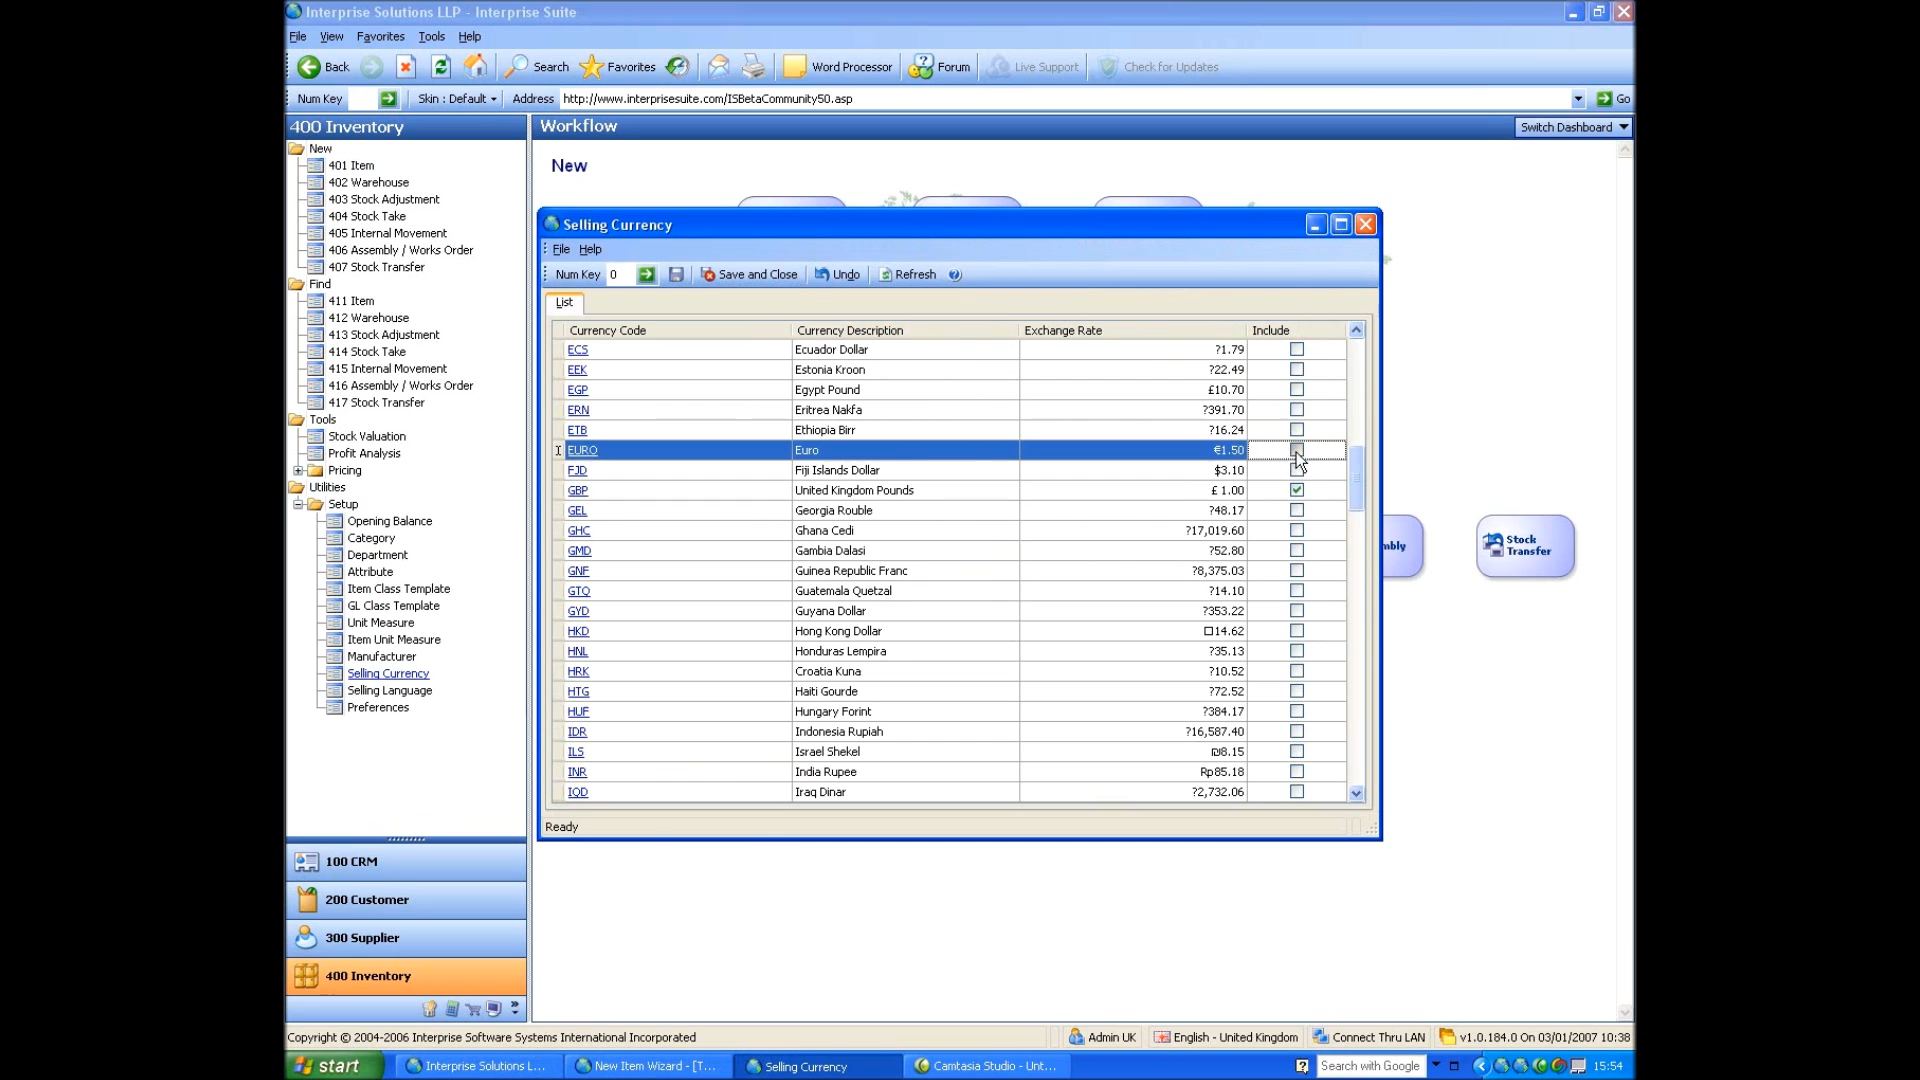 Interprise Solutions LLP - Interprise Suite
File View Favorites Tools Help
Back Search Favorites Word Processor Forum Live Support Check for Updates
Num Key Skin : Default Address http://www.interprisesuite.com/ISBetaCommunity50.asp Go
400 Inventory
New
401 Item
402 Warehouse
403 Stock Adjustment
404 Stock Take
405 Internal Movement
406 Assembly / Works Order
407 Stock Transfer
Find
411 Item
412 Warehouse
413 Stock Adjustment
414 Stock Take
415 Internal Movement
416 Assembly / Works Order
417 Stock Transfer
Tools
Stock Valuation
Profit Analysis
Pricing
Utilities
Setup
Opening Balance
Category
Department
Attribute
Item Class Template
GL Class Template
Unit Measure
Item Unit Measure
Manufacturer
Selling Currency
Selling Language
Preferences
100 CRM
200 Customer
300 Supplier
400 Inventory
Workflow Switch Dashboard
New
Selling Currency
File Help
Num Key 0 Save and Close Undo Refresh
List
Currency Code Currency Description Exchange Rate Include
ECS Ecuador Dollar ?1.79
EEK Estonia Kroon ?22.49
EGP Egypt Pound £10.70
ERN Eritrea Nakfa ?391.70
ETB Ethiopia Birr ?16.24
EURO Euro €1.50
FJD Fiji Islands Dollar $3.10
GBP United Kingdom Pounds £ 1.00
GEL Georgia Rouble ?48.17
GHC Ghana Cedi ?17,019.60
GMD Gambia Dalasi ?52.80
GNF Guinea Republic Franc ?8,375.03
GTQ Guatemala Quetzal ?14.10
GYD Guyana Dollar ?353.22
HKD Hong Kong Dollar □14.62
HNL Honduras Lempira ?35.13
HRK Croatia Kuna ?10.52
HTG Haiti Gourde ?72.52
HUF Hungary Forint ?384.17
IDR Indonesia Rupiah ?16,587.40
ILS Israel Shekel ₪8.15
INR India Rupee Rp85.18
IQD Iraq Dinar ?2,732.06
Ready
mbly
Stock
Transfer
Copyright © 2004-2006 Interprise Software Systems International Incorporated Admin UK English - United Kingdom Connect Thru LAN v1.0.184.0 On 03/01/2007 10:38
start Interprise Solutions L... New Item Wizard - [T... Selling Currency Camtasia Studio - Unt... Search with Google 15:54